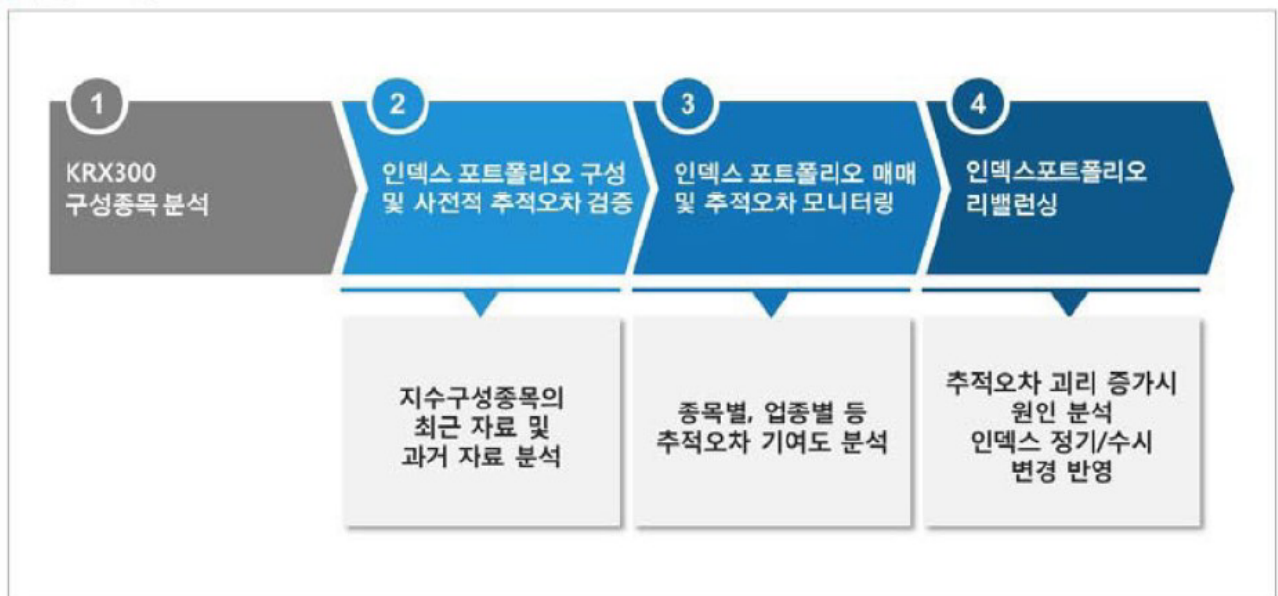 1
KRX300
구성종목 분석
2
인덱스 포트폴리오 구성
및 사전적 추적오차 검증
3
인덱스 포트폴리오 매매
및 추적오차 모니터링
4
인덱스포트폴리오
리밸런싱
지수구성종목의
최근 자료 및
과거 자료 분석
종목별, 업종별 등
추적오차 기여도 분석
추적오차 괴리 증가시
원인 분석
인덱스 정기/수시
변경 반영